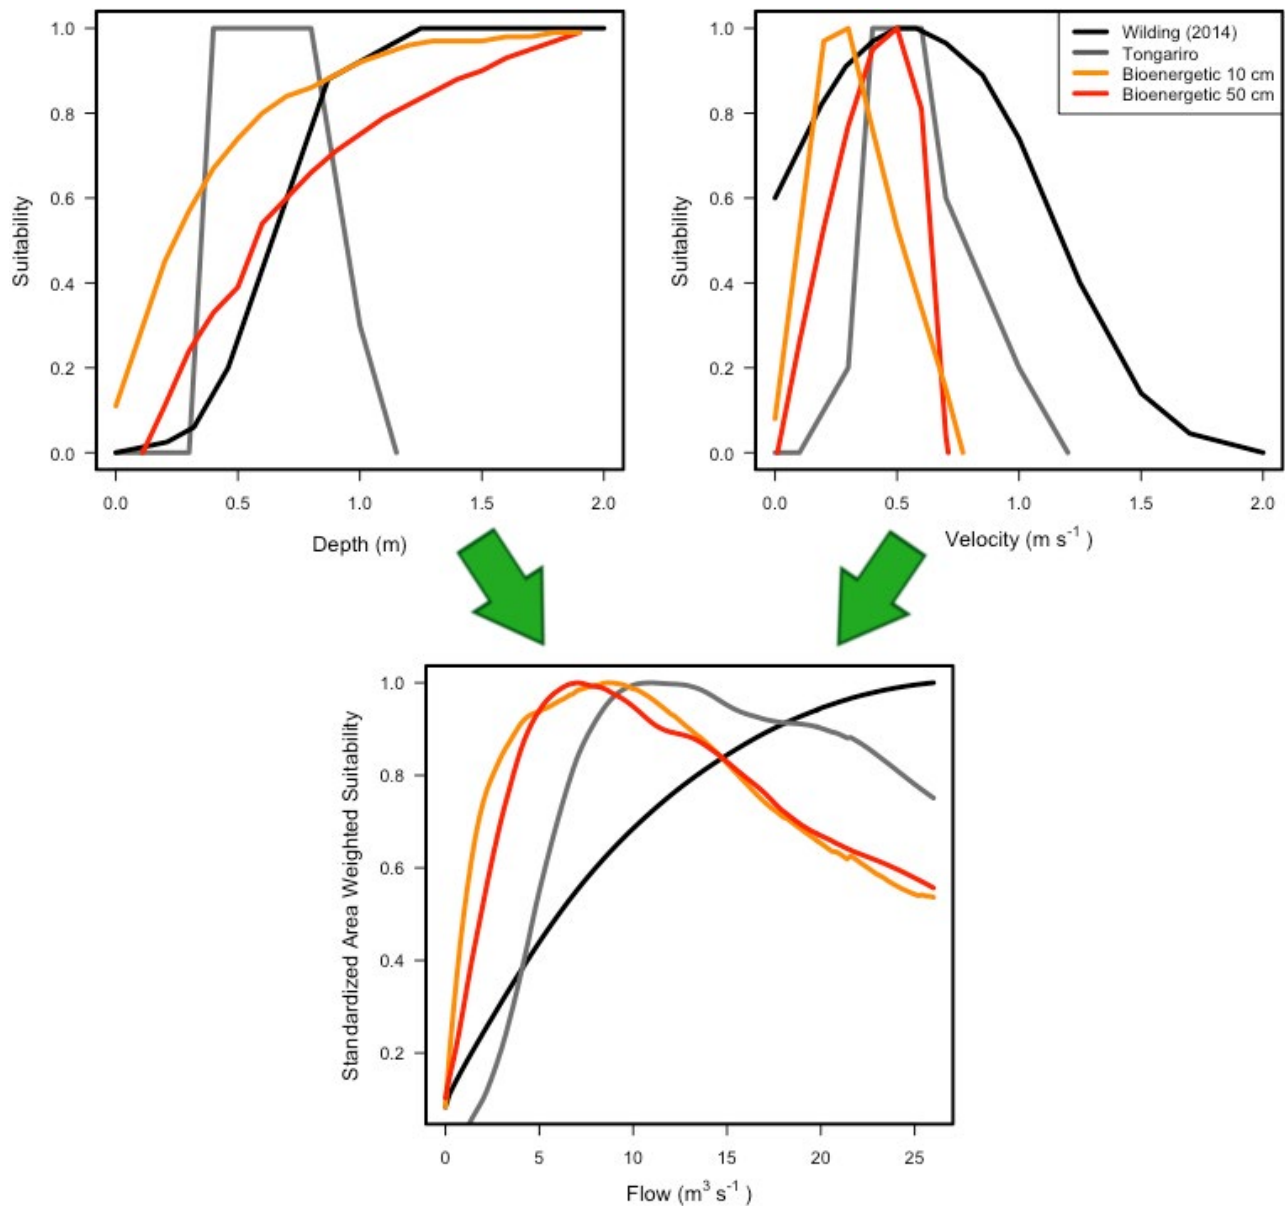 1.0
0.8
0.6
0.4
0.2
0.0
Suitability
0.0 0.5 1.0 1.5 2.0
Depth (m)
1.0
0.8
0.6
0.4
0.2
0.0
Suitability
0.0 0.5 1.0 1.5 2.0
Velocity (m s⁻¹ )
Wilding (2014)
Tongariro
Bioenergetic 10 cm
Bioenergetic 50 cm
1.0
0.8
0.6
0.4
0.2
Standardized Area Weighted Suitability
0 5 10 15 20 25
Flow (m³ s⁻¹ )